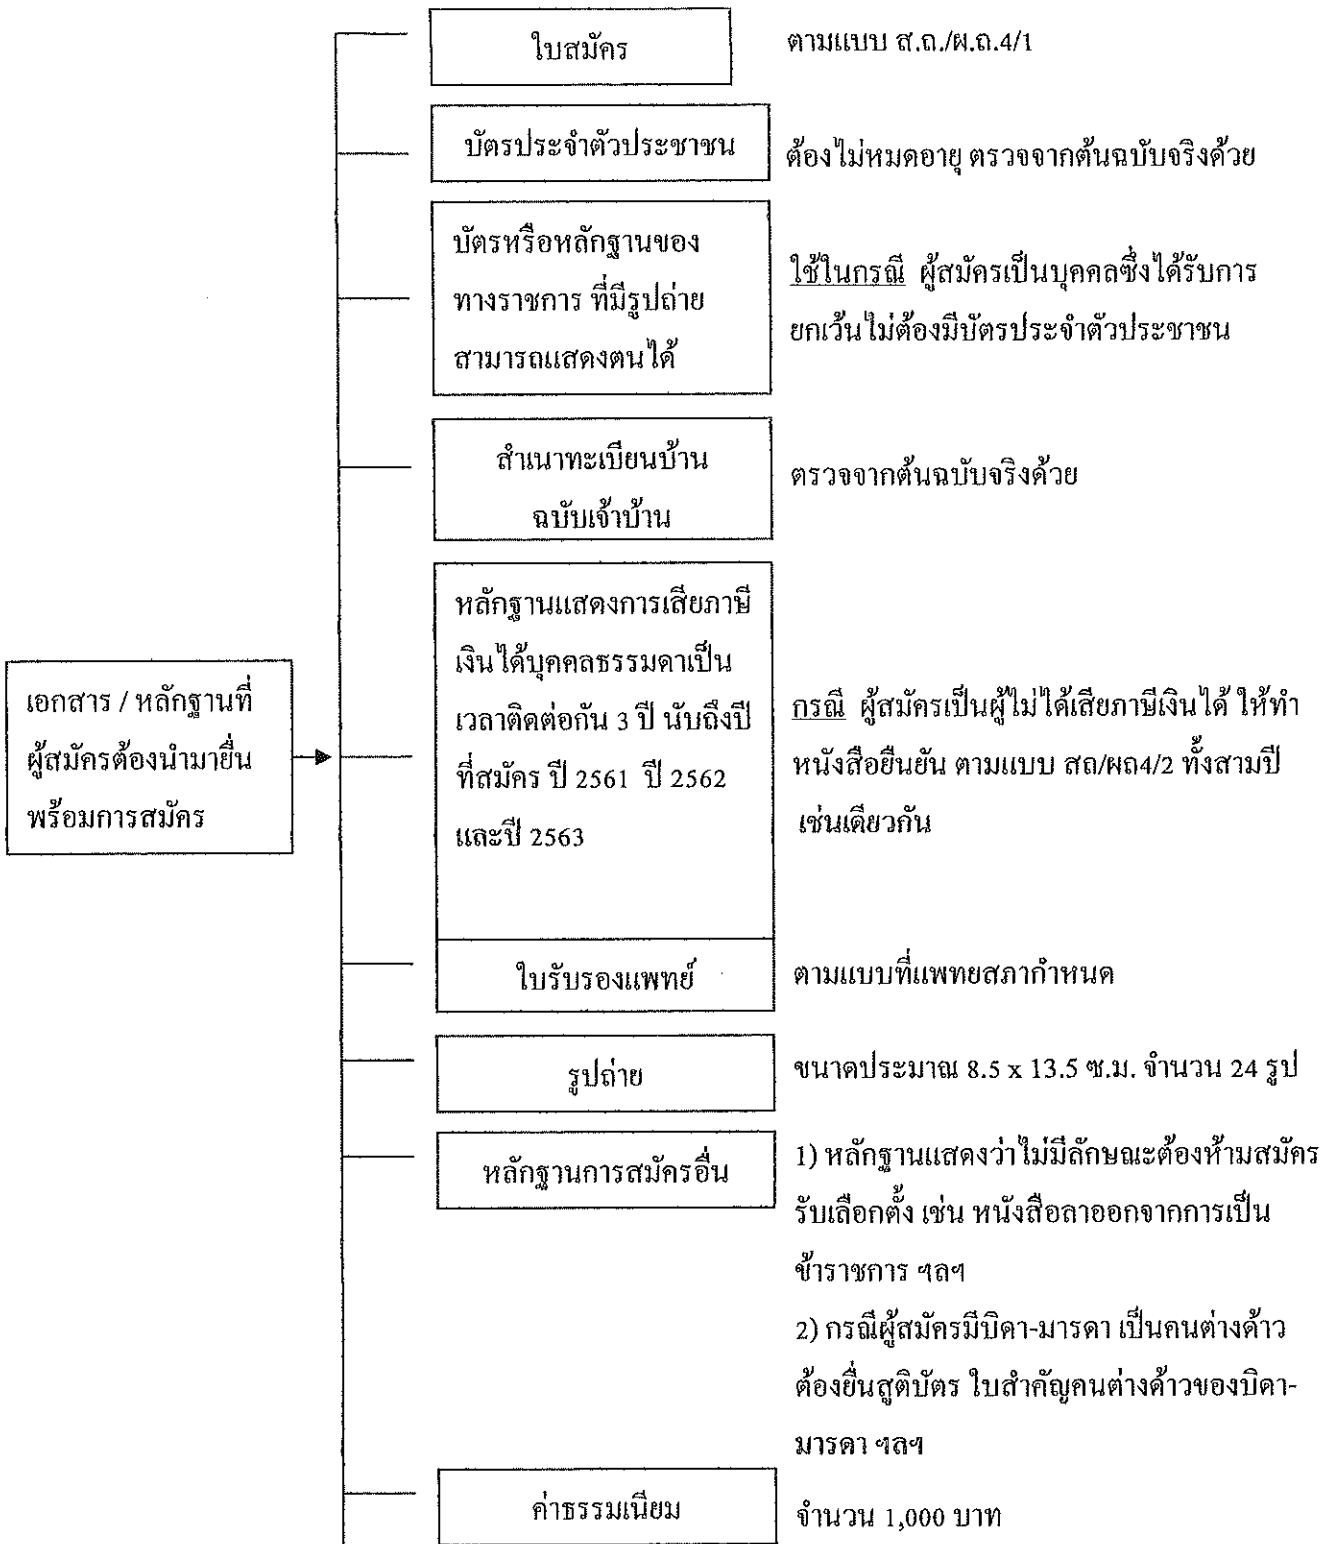 ใบสมัคร
ตามแบบ ส.ถ./ผ.ถ.4/1
บัตรประจำตัวประชาชน
ต้องไม่หมดอายุ ตรวจจากต้นฉบับจริงด้วย
บัตรหรือหลักฐานของ
ทางราชการ ที่มีรูปถ่าย
สามารถแสดงตนได้
ใช้ในกรณี ผู้สมัครเป็นบุคคลซึ่งได้รับการ
ยกเว้นไม่ต้องมีบัตรประจำตัวประชาชน
สำเนาทะเบียนบ้าน
ฉบับเจ้าบ้าน
ตรวจจากต้นฉบับจริงด้วย
เอกสาร / หลักฐานที่
ผู้สมัครต้องนำมายื่น
พร้อมการสมัคร
หลักฐานแสดงการเสียภาษี
เงินได้บุคคลธรรมดาเป็น
เวลาติดต่อกัน 3 ปี นับถึงปี
ที่สมัคร ปี 2561 ปี 2562
และปี 2563
กรณี ผู้สมัครเป็นผู้ไม่ได้เสียภาษีเงินได้ ให้ทำ
หนังสือยืนยัน ตามแบบ สถ/ผถ4/2 ทั้งสามปี
เช่นเดียวกัน
ใบรับรองแพทย์
ตามแบบที่แพทยสภากำหนด
รูปถ่าย
ขนาดประมาณ 8.5 x 13.5 ซ.ม. จำนวน 24 รูป
หลักฐานการสมัครอื่น
1) หลักฐานแสดงว่าไม่มีลักษณะต้องห้ามสมัคร
รับเลือกตั้ง เช่น หนังสือลาออกจากการเป็น
ข้าราชการ ฯลฯ
2) กรณีผู้สมัครมีบิดา-มารดา เป็นคนต่างด้าว
ต้องยื่นสูติบัตร ใบสำคัญคนต่างด้าวของบิดา-
มารดา ฯลฯ
ค่าธรรมเนียม
จำนวน 1,000 บาท